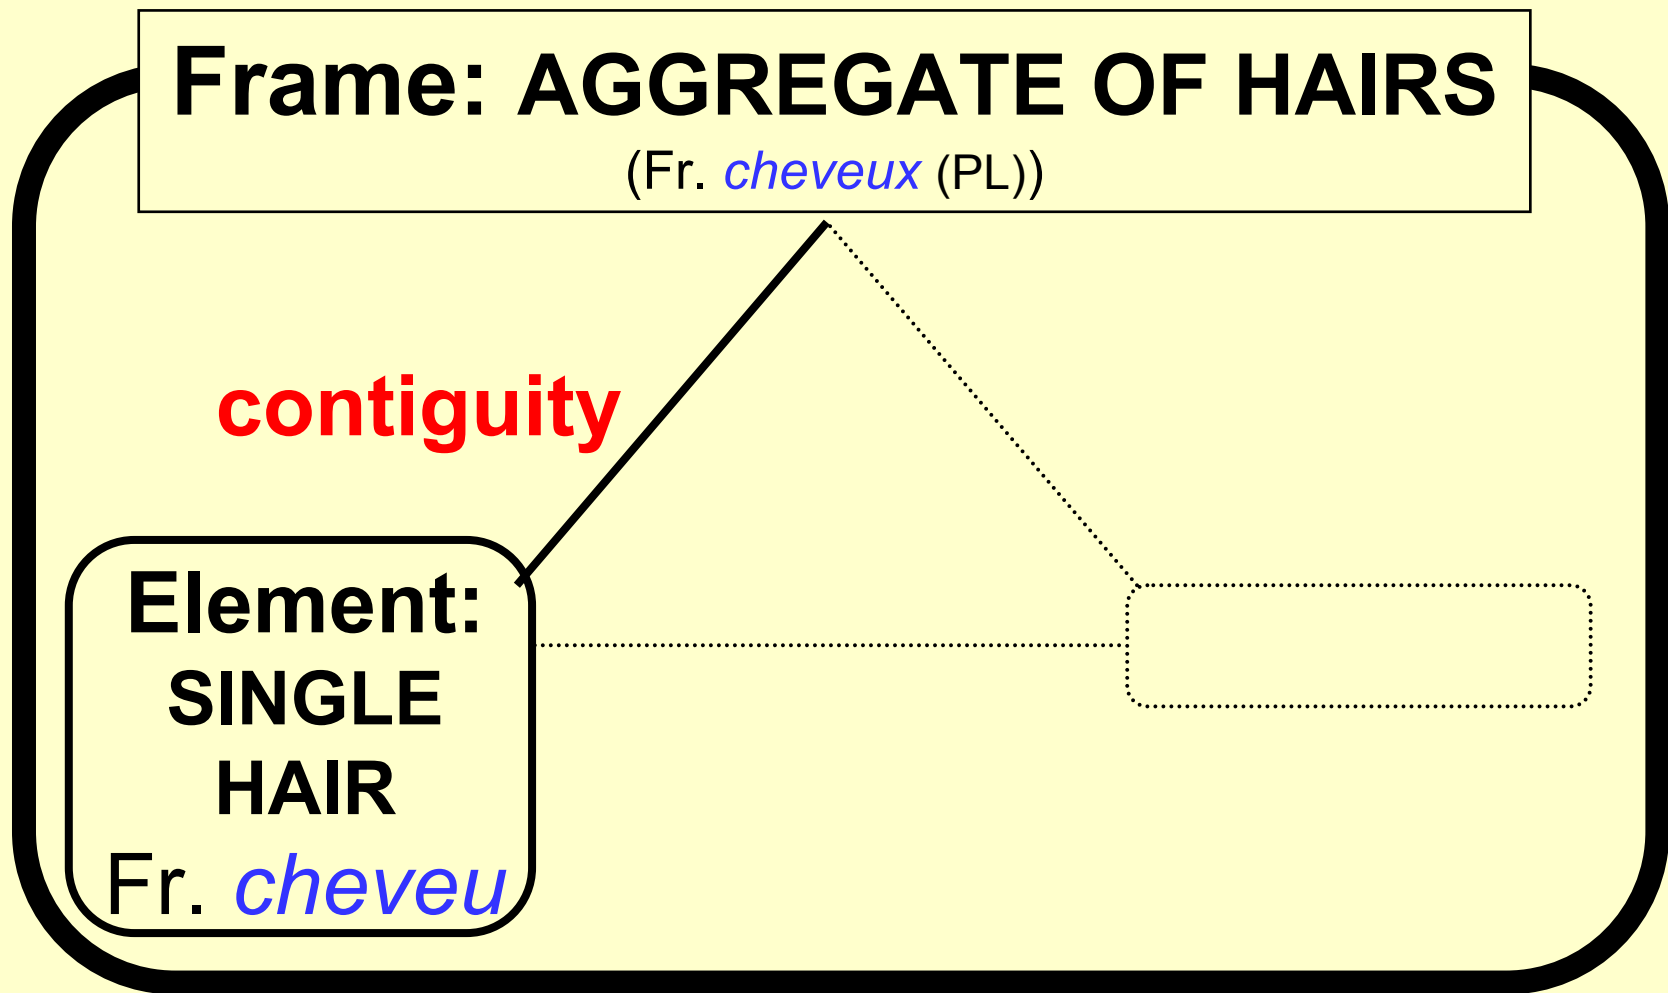 Frame: AGGREGATE OF HAIRS
(Fr. cheveux (PL))
contiguity
Element:
SINGLE
HAIR
Fr. cheveu